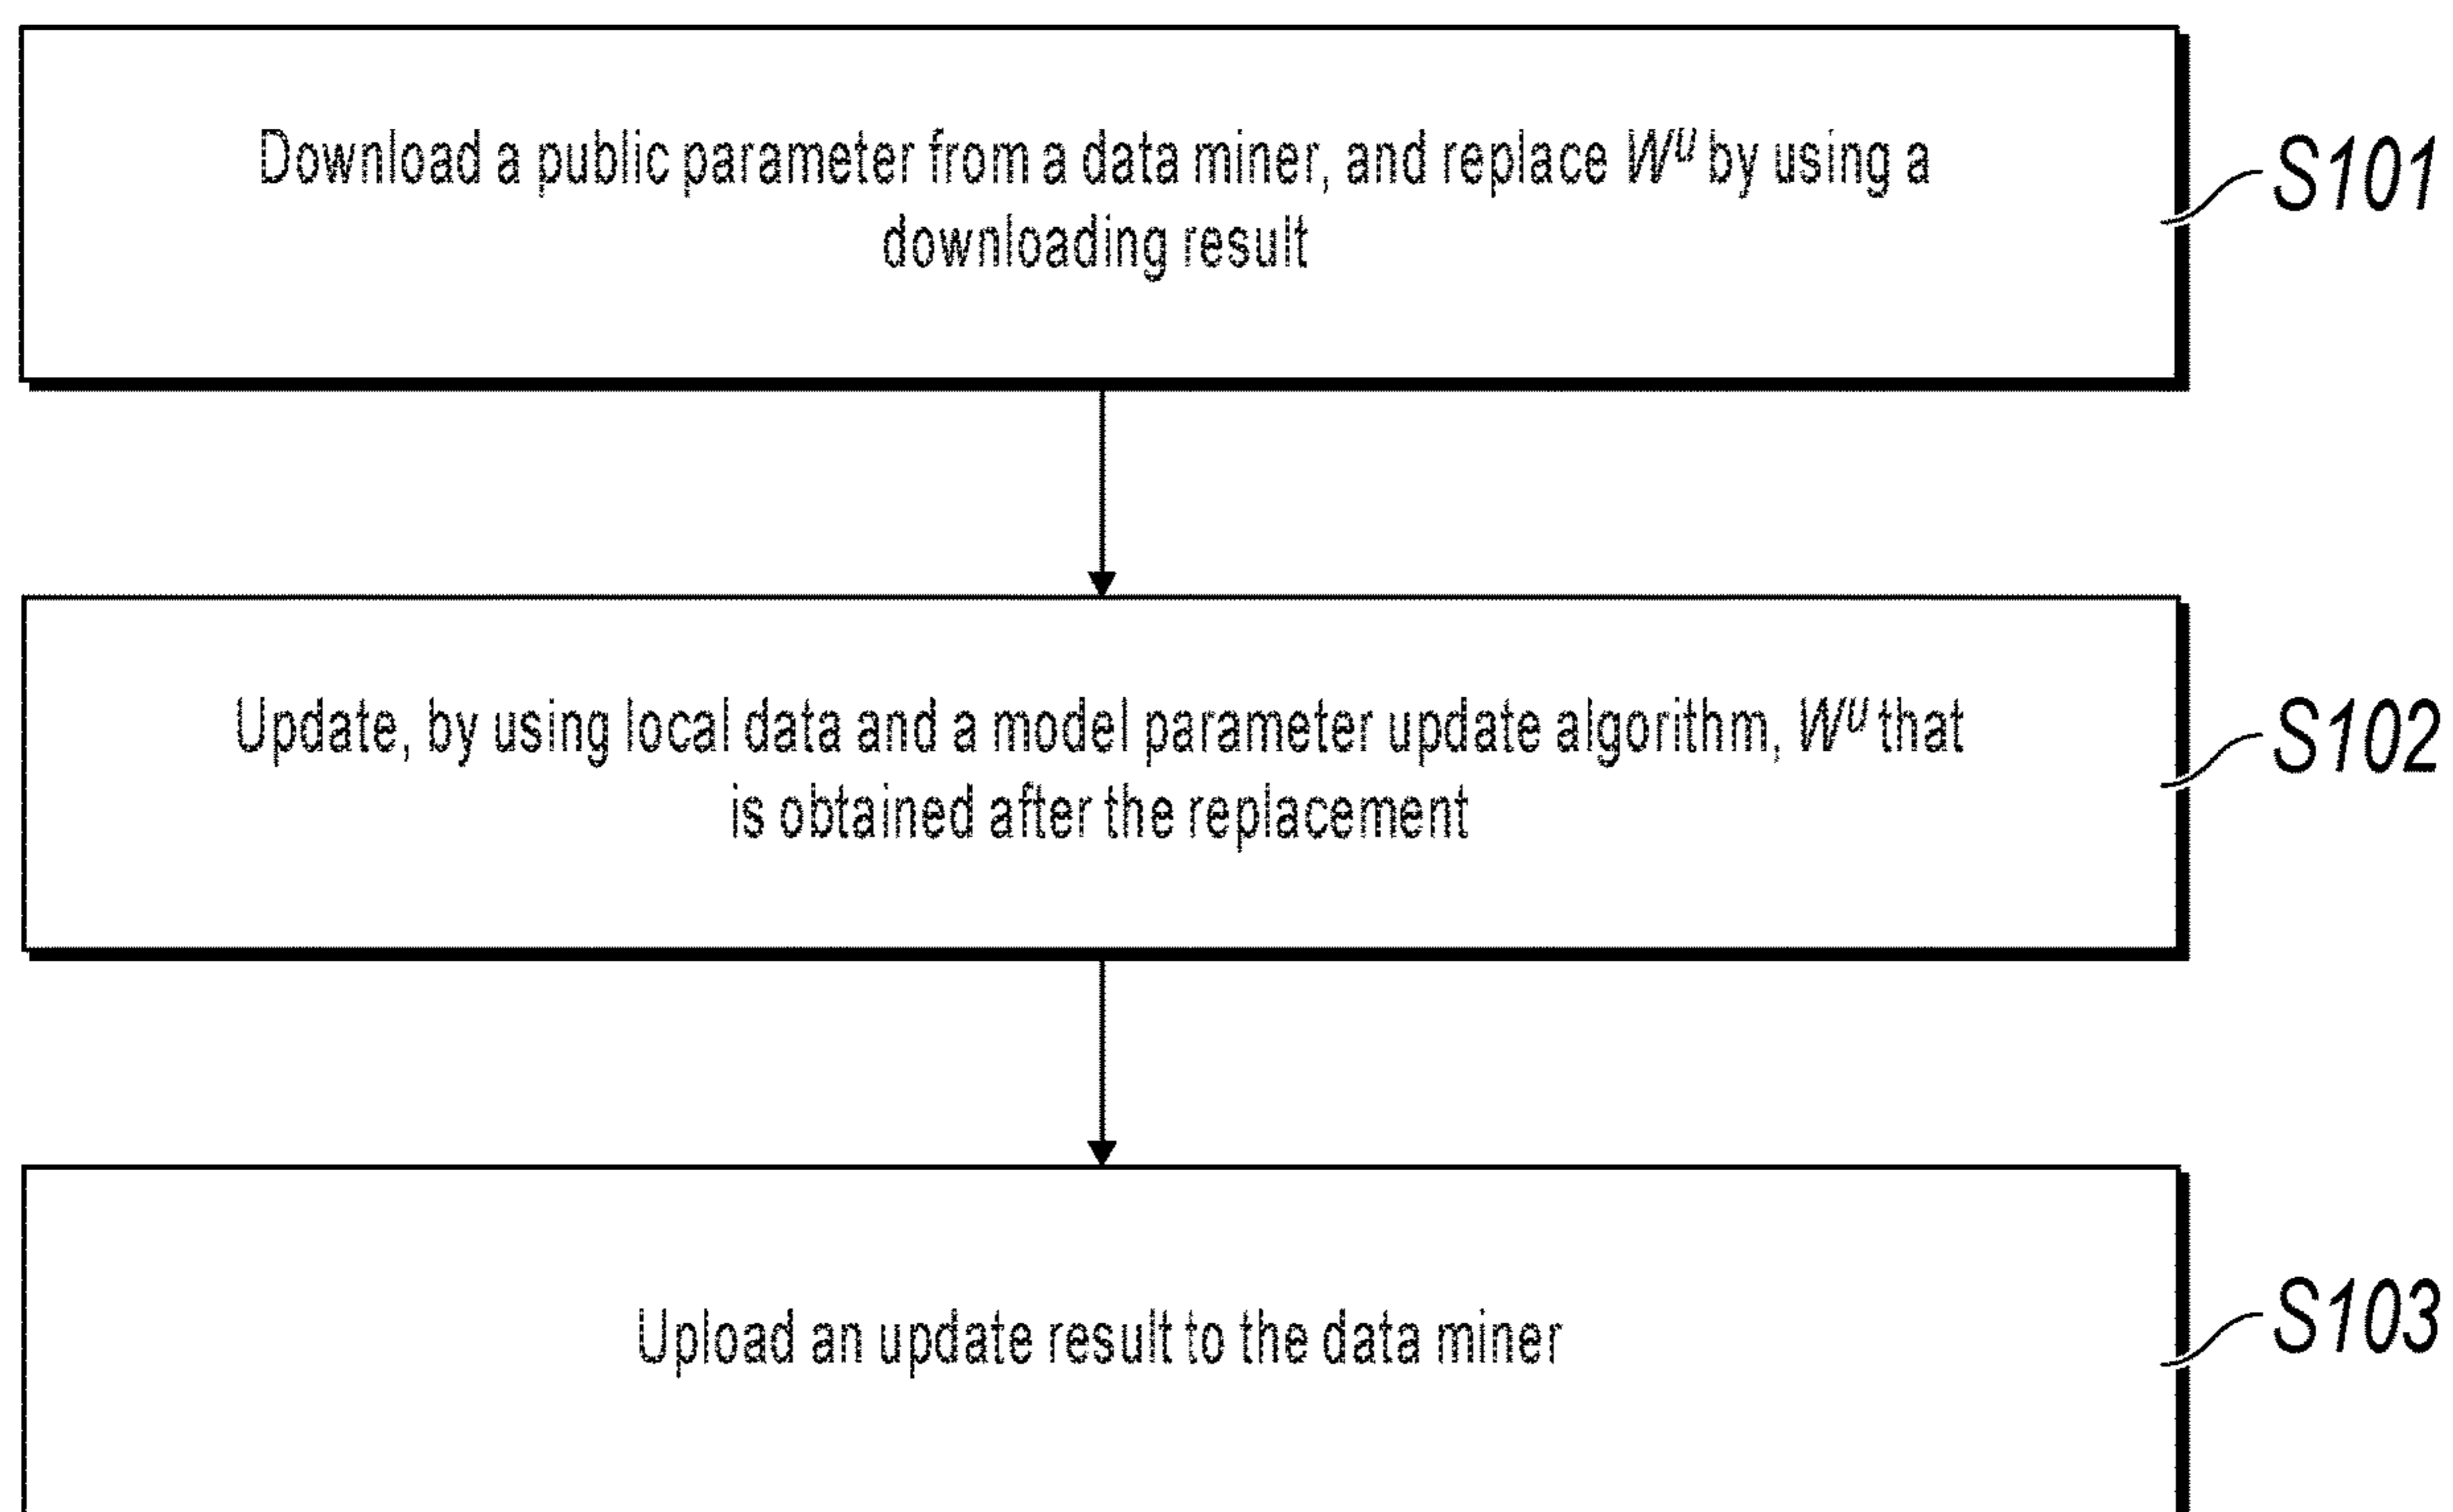 Download a public parameter from a data miner, and replace Wᵁ by using a
downloading result
S101
Update, by using local data and a model parameter update algorithm, Wᵁ that
is obtained after the replacement
S102
Upload an update result to the data miner
S103